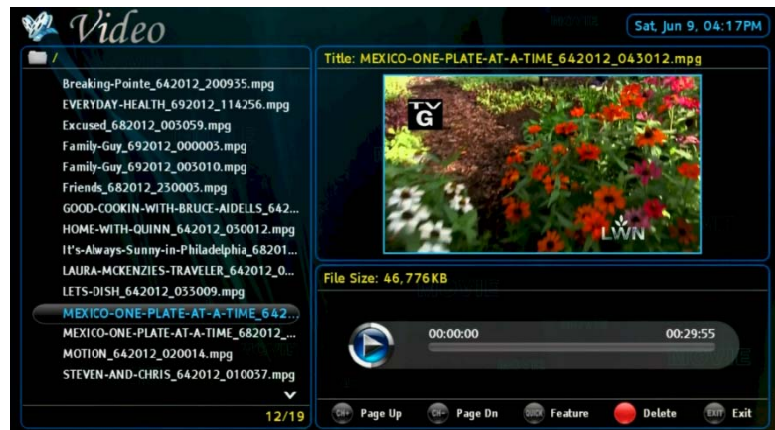 Video
Sat, Jun 9, 04:17PM
/
Breaking-Pointe_642012_200935.mpg
EVERYDAY-HEALTH_692012_114256.mpg
Excused_682012_003059.mpg
Family-Guy_692012_000003.mpg
Family-Guy_692012_003010.mpg
Friends_682012_230003.mpg
GOOD-COOKIN-WITH-BRUCE-AIDELLS_642...
HOME-WITH-QUINN_642012_030012.mpg
It's-Always-Sunny-in-Philadelphia_68201...
LAURA-MCKENZIES-TRAVELER_642012_0...
LETS-DISH_642012_033009.mpg
MEXICO-ONE-PLATE-AT-A-TIME_642...
MEXICO-ONE-PLATE-AT-A-TIME_682012_...
MOTION_642012_020014.mpg
STEVEN-AND-CHRIS_642012_010037.mpg
12/19
Title: MEXICO-ONE-PLATE-AT-A-TIME_642012_043012.mpg
TV
G
LWN
File Size: 46,776KB
00:00:00 00:29:55
CH+ Page Up CH- Page Dn QUICK Feature Delete EXIT Exit